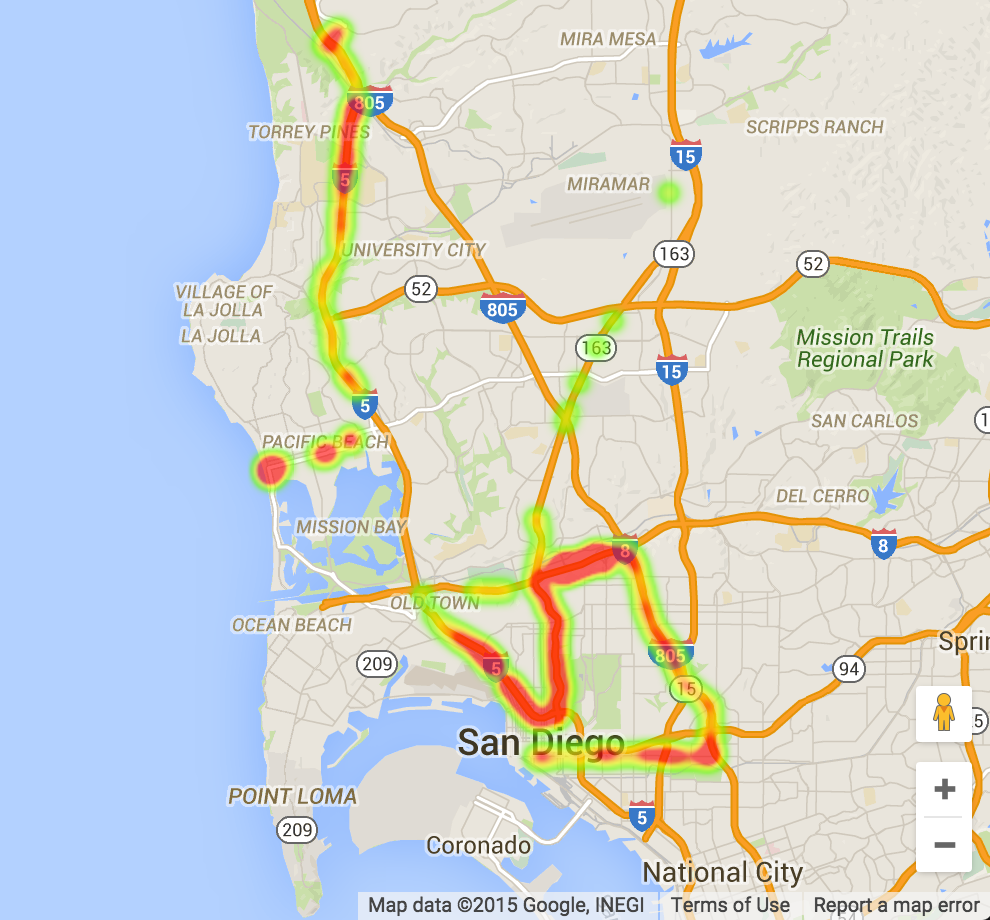 MIRA MESA
805
TORREY PINES
SCRIPPS RANCH
15
5
MIRAMAR
UNIVERSITY CITY
163
52
VILLAGE OF
LA JOLLA
52
805
LA JOLLA
163
Mission Trails
Regional Park
15
5
SAN CARLOS
1
PACIFIC BEACH
DEL CERRO
MISSION BAY
8
8
OLD TOWN
OCEAN BEACH
Sprin
805
209
5
94
15
5
San Diego
POINT LOMA
+
209
5
Coronado
−
National City
54
Map data ©2015 Google, INEGI
Terms of Use
Report a map error